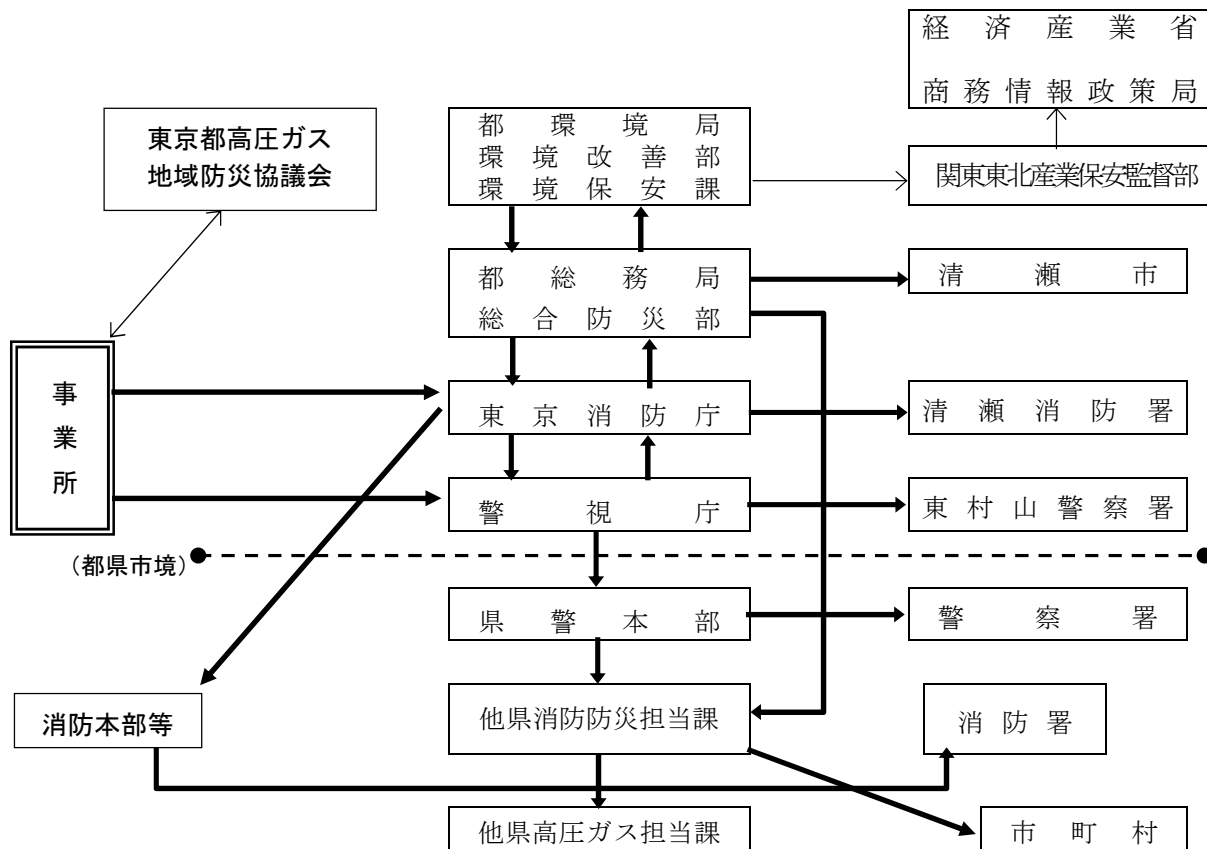 経済産業省
商務情報政策局
東京都高圧ガス
地域防災協議会
都環境局
環境改善部
環境保安課
関東東北産業保安監督部
都総務局
総合防災部
清瀬市
事業所
東京消防庁
清瀬消防署
警視庁
東村山警察署
(都県市境)
県警本部
警察署
消防本部等
他県消防防災担当課
消防署
他県高圧ガス担当課
市町村